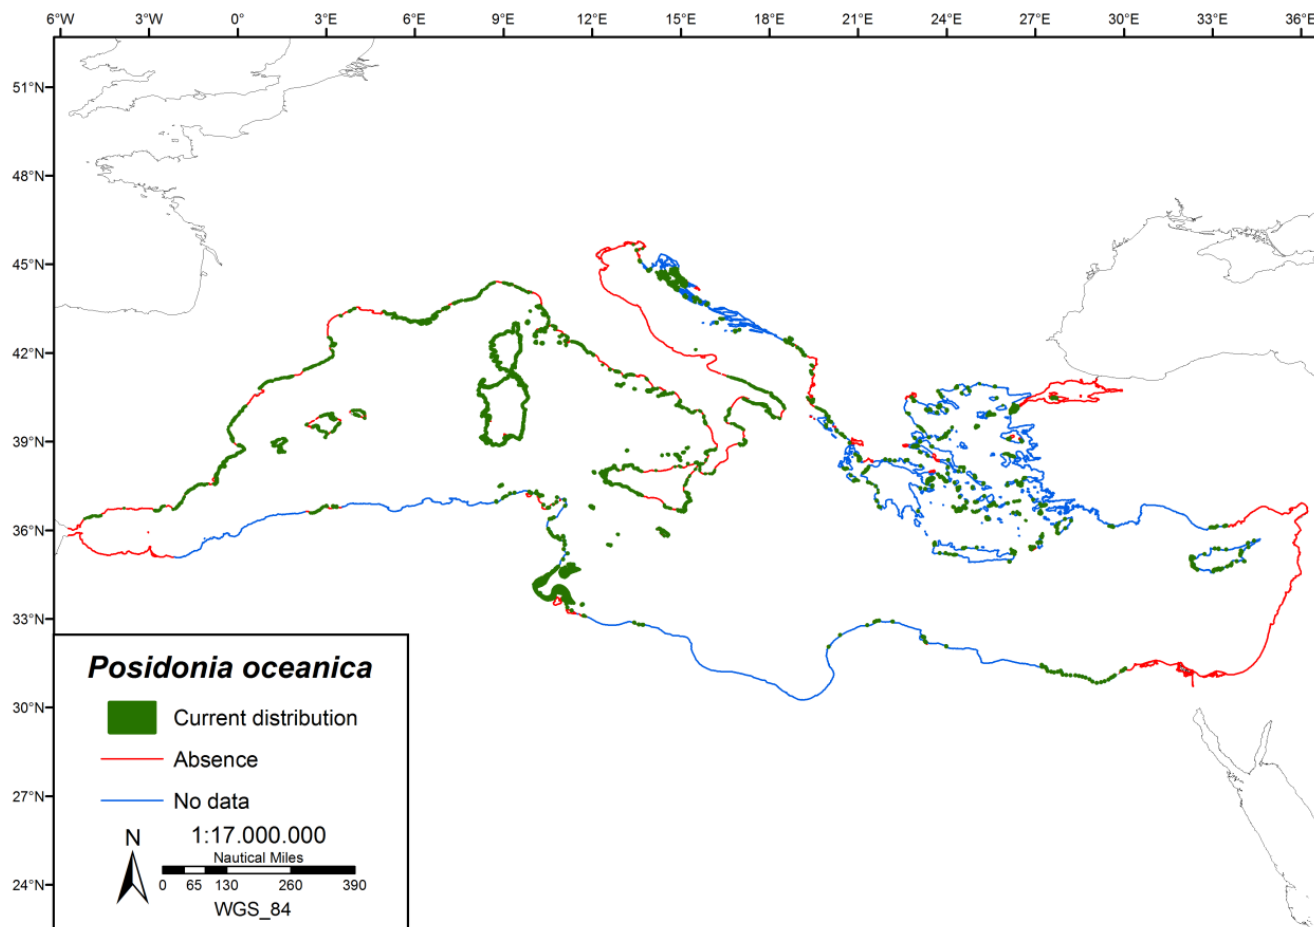 6°W 3°W 0° 3°E 6°E 9°E 12°E 15°E 18°E 21°E 24°E 27°E 30°E 33°E 36°E
51°N
48°N
45°N
42°N
39°N
36°N
33°N
30°N
27°N
24°N
Posidonia oceanica
Current distribution
Absence
No data
N
1:17.000.000
Nautical Miles
0 65 130 260 390
WGS_84